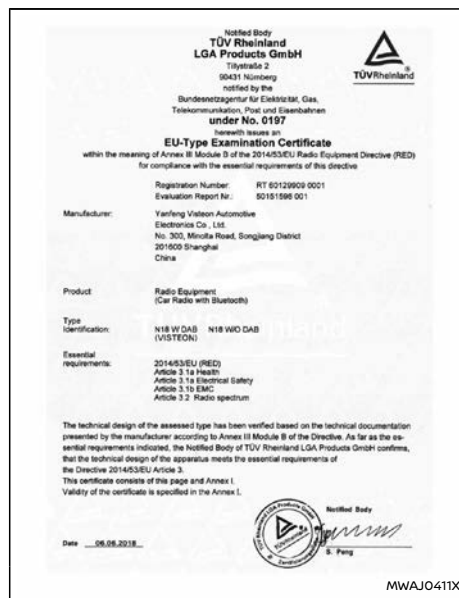 Notified Body
TÜV Rheinland
LGA Products GmbH
Tillystraße 2
90431 Nürnberg
notified by the
Bundesnetzagentur für Elektrizität, Gas,
Telekommunikation, Post und Eisenbahnen
under No. 0197
herewith issues an
EU-Type Examination Certificate
within the meaning of Annex III Module B of the 2014/53/EU Radio Equipment Directive (RED)
for compliance with the essential requirements of this directive
TÜVRheinland
Registration Number: RT 60129909 0001
Evaluation Report Nr.: 50151596 001
Manufacturer: Yanfeng Visteon Automotive
Electronics Co., Ltd.
No. 300, Minolta Road, Songjiang District
201600 Shanghai
China
Product Radio Equipment
(Car Radio with Bluetooth)
Type
Identification: N18 W DAB N18 W/O DAB
(VISTEON)
Essential
requirements: 2014/53/EU (RED)
Article 3.1a Health
Article 3.1a Electrical Safety
Article 3.1b EMC
Article 3.2 Radio spectrum
The technical design of the assessed type has been verified based on the technical documentation
presented by the manufacturer according to Annex III Module B of the Directive. As far as the es-
sential requirements indicated, the Notified Body of TÜV Rheinland LGA Products GmbH confirms,
that the technical design of the apparatus meets the essential requirements of
the Directive 2014/53/EU Article 3.
This certificate consists of this page and Annex I.
Validity of the certificate is specified in the Annex I.
Notified Body
Date 06.06.2018
S. Peng
TÜVRheinland
MWAJ0411X